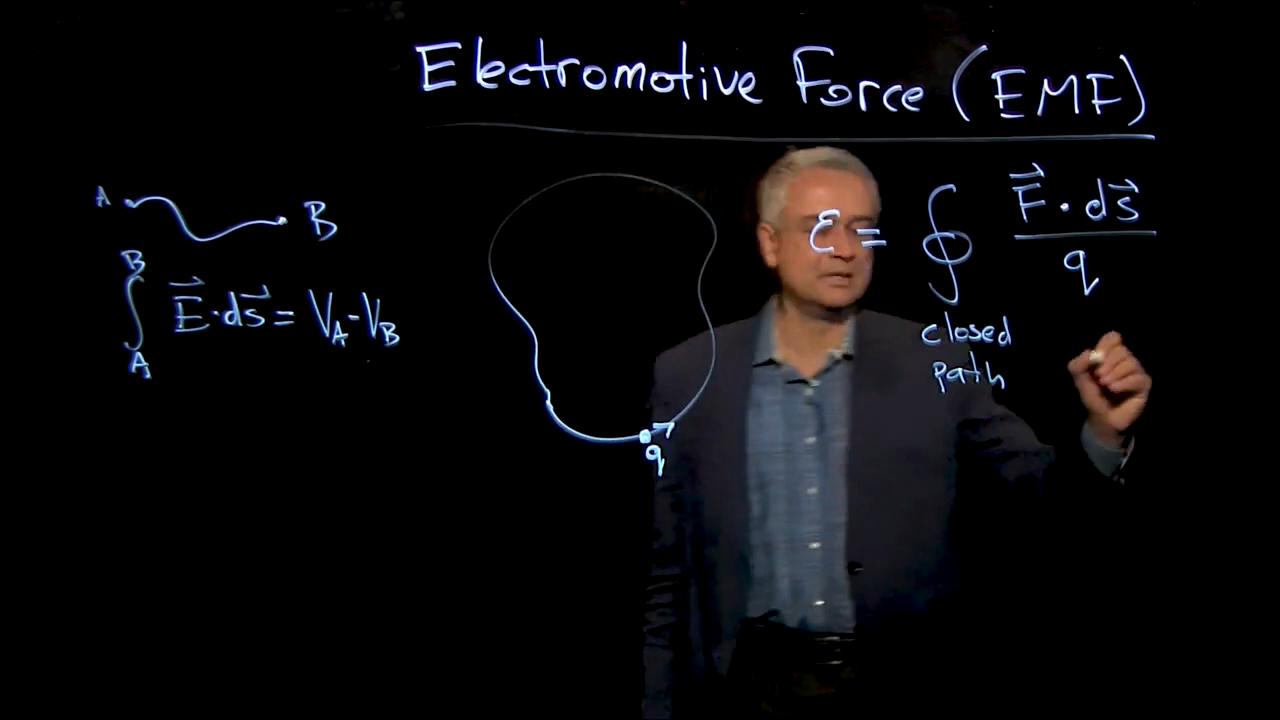 Electromotive Force (EMF)
A B
B
∫ E⃗·ds⃗ = V_A - V_B
A
q
ε = ∮ F⃗·ds⃗ / q
closed
path